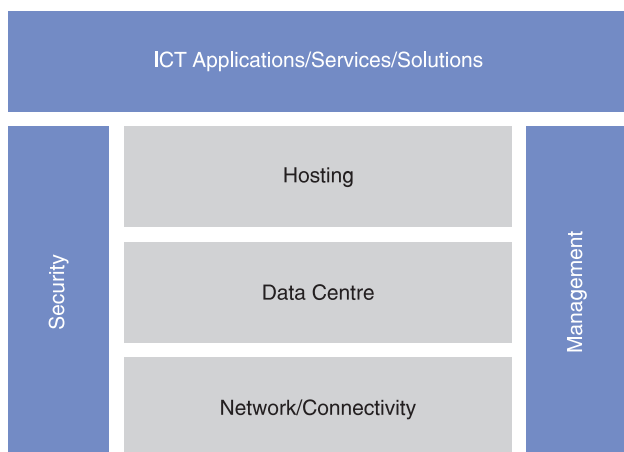 ICT Applications/Services/Solutions
Security
Hosting
Data Centre
Network/Connectivity
Management